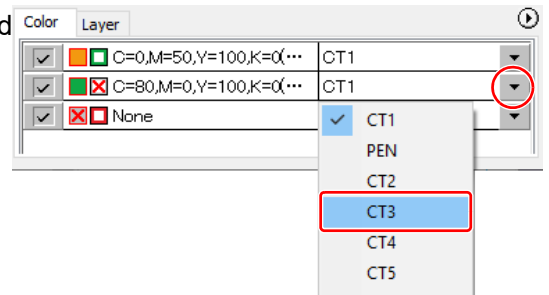 d
Color Layer
C=0,M=50,Y=100,K=0(… CT1
C=80,M=0,Y=100,K=0(… CT1
None
CT1
PEN
CT2
CT3
CT4
CT5